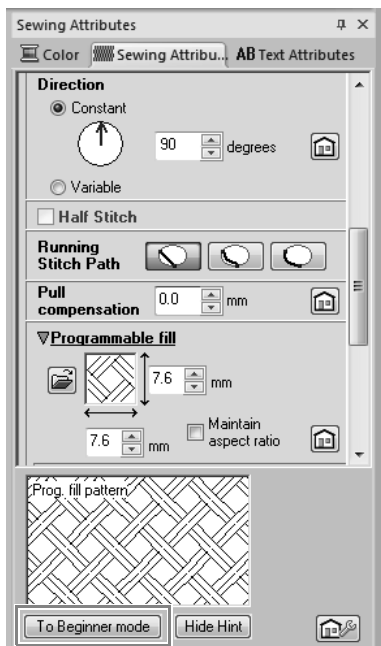 Sewing Attributes
Color Sewing Attribu... AB Text Attributes
Direction
Constant
90 degrees
Variable
Half Stitch
Running
Stitch Path
Pull
compensation 0.0 mm
Programmable fill
7.6 mm
7.6 mm Maintain
aspect ratio
Prog. fill pattern
To Beginner mode Hide Hint